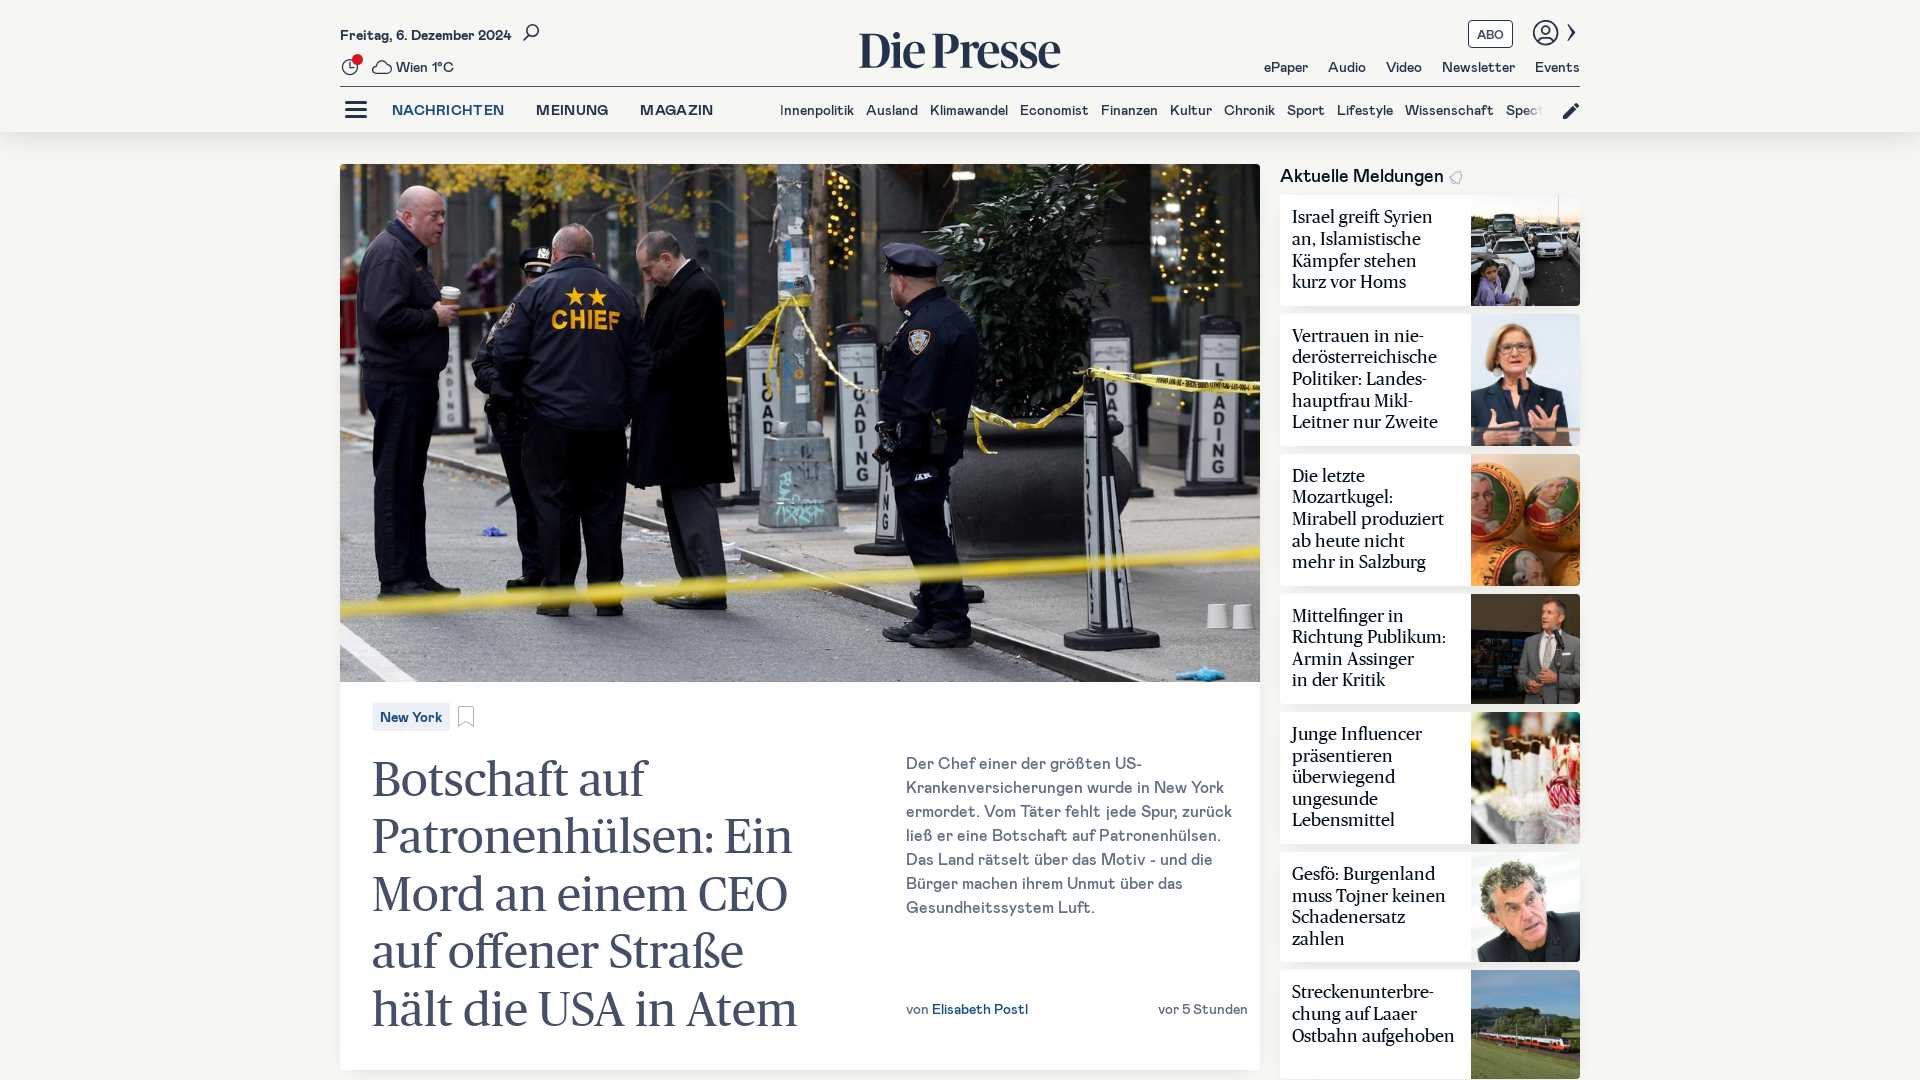 Freitag, 6. Dezember 2024
Wien 1°C
Die Presse
ABO
ePaper Audio Video Newsletter Events
NACHRICHTEN MEINUNG MAGAZIN
Innenpolitik Ausland Klimawandel Economist Finanzen Kultur Chronik Sport Lifestyle Wissenschaft Spect
CHIEF
LOADING
LOADING
LOADING
LOADING
New York
Botschaft auf
Patronenhülsen: Ein
Mord an einem CEO
auf offener Straße
hält die USA in Atem
Der Chef einer der größten US-
Krankenversicherungen wurde in New York
ermordet. Vom Täter fehlt jede Spur, zurück
ließ er eine Botschaft auf Patronenhülsen.
Das Land rätselt über das Motiv - und die
Bürger machen ihrem Unmut über das
Gesundheitssystem Luft.
von Elisabeth Postl
vor 5 Stunden
Aktuelle Meldungen
Israel greift Syrien
an, Islamistische
Kämpfer stehen
kurz vor Homs
Vertrauen in nie-
derösterreichische
Politiker: Landes-
hauptfrau Mikl-
Leitner nur Zweite
Die letzte
Mozartkugel:
Mirabell produziert
ab heute nicht
mehr in Salzburg
Mittelfinger in
Richtung Publikum:
Armin Assinger
in der Kritik
Junge Influencer
präsentieren
überwiegend
ungesunde
Lebensmittel
Gesfö: Burgenland
muss Tojner keinen
Schadenersatz
zahlen
Streckenunterbre-
chung auf Laaer
Ostbahn aufgehoben